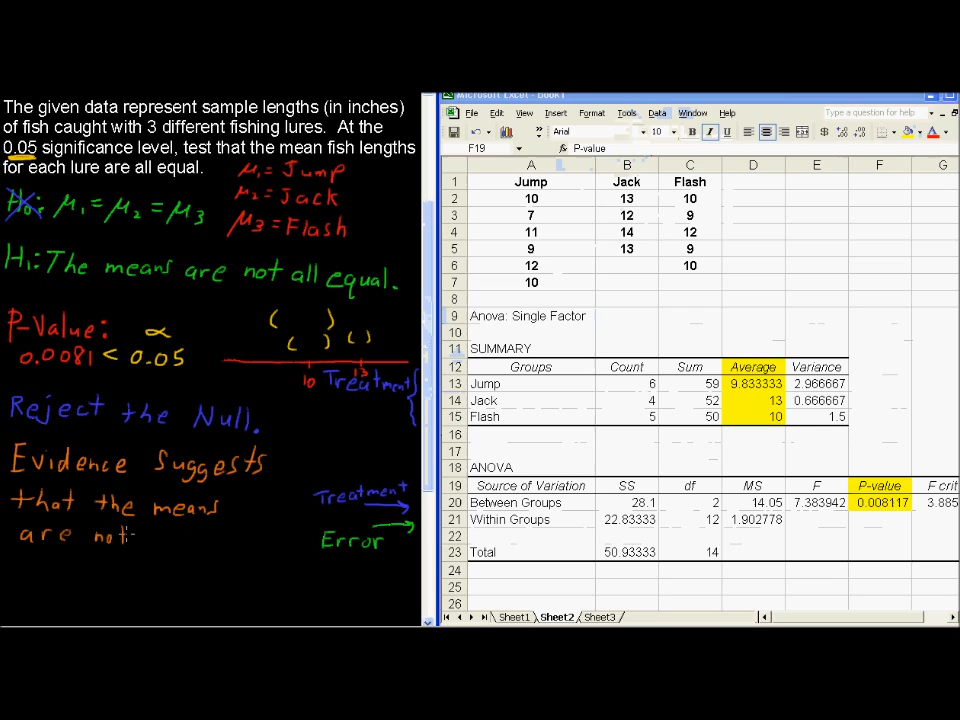 The given data represent sample lengths (in inches)
of fish caught with 3 different fishing lures. At the
0.05 significance level, test that the mean fish lengths
for each lure are all equal.
μ₁ = Jump
μ₂ = Jack
μ₃ = Flash
H₀: μ₁ = μ₂ = μ₃
H₁: The means are not all equal.
P-Value: α
0.0081 < 0.05
( )
( ) ( )
10 13
Treatment {
Reject the Null.
Evidence Suggests
that the means
are not
Treatment
Error
Microsoft Excel - Book1
File Edit View Insert Format Tools Data Window Help Type a question for help
Arial 10 B I U
F19 fx P-value
A B C D E F G
1 Jump Jack Flash
2 10 13 10
3 7 12 9
4 11 14 12
5 9 13 9
6 12 10
7 10
8
9 Anova: Single Factor
10
11 SUMMARY
12 Groups Count Sum Average Variance
13 Jump 6 59 9.833333 2.966667
14 Jack 4 52 13 0.666667
15 Flash 5 50 10 1.5
16
17
18 ANOVA
19 Source of Variation SS df MS F P-value F crit
20 Between Groups 28.1 2 14.05 7.383942 0.008117 3.885
21 Within Groups 22.83333 12 1.902778
22
23 Total 50.93333 14
24
25
26
Sheet1 Sheet2 Sheet3